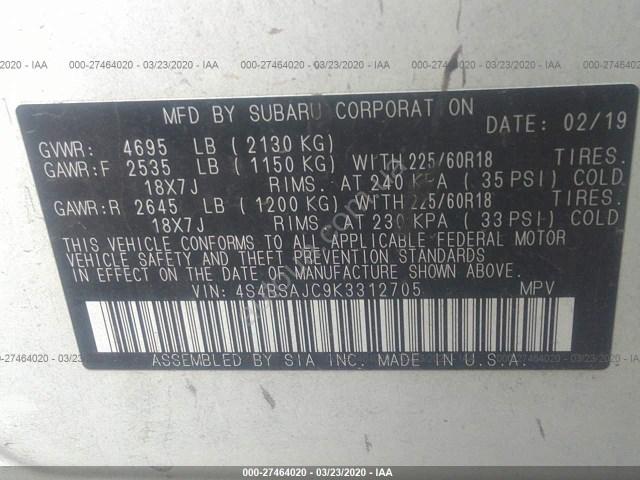 000-27464020 - 03/23/2020 - IAA
MFD BY SUBARU CORPORATION DATE: 02/19
GVWR: 4695 LB ( 2130 KG)
GAWR:F 2535 LB ( 1150 KG) WITH 225/60R18 TIRES.
18X7J RIMS. AT 240 KPA ( 35 PSI) COLD
GAWR:R 2645 LB ( 1200 KG) WITH 225/60R18 TIRES.
18X7J RIMS. AT 230 KPA ( 33 PSI) COLD
THIS VEHICLE CONFORMS TO ALL APPLICABLE FEDERAL MOTOR
VEHICLE SAFETY AND THEFT PREVENTION STANDARDS
IN EFFECT ON THE DATE OF MANUFACTURE SHOWN ABOVE.
VIN: 4S4BSAJC9K3312705 MPV
ASSEMBLED BY SIA INC. MADE IN U.S.A.
000-27464020 - 03/23/2020 - IAA